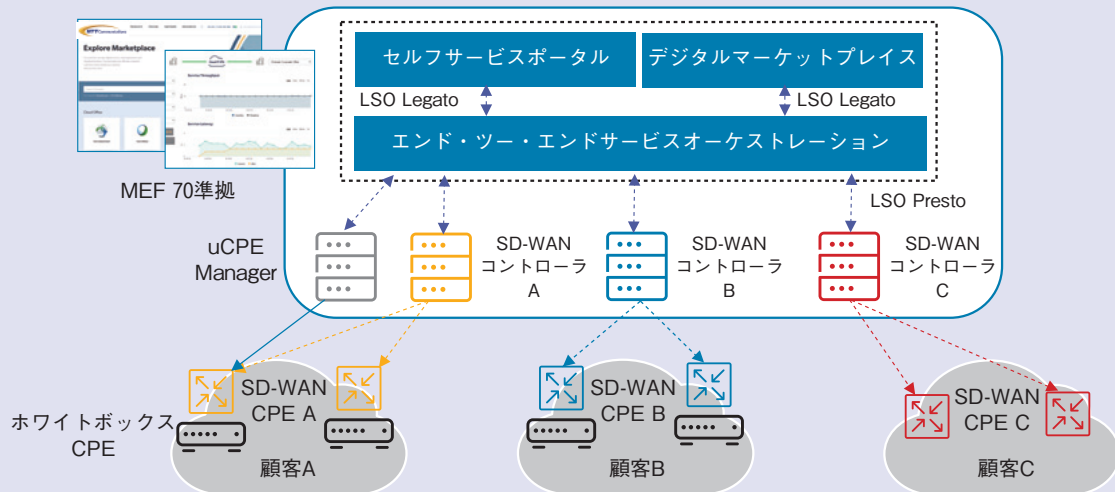 NTT Communications
Explore Marketplace
セルフサービスポータル
デジタルマーケットプレイス
LSO Legato
LSO Legato
エンド・ツー・エンドサービスオーケストレーション
MEF 70準拠
LSO Presto
uCPE
Manager
SD-WAN
コントローラ
A
SD-WAN
コントローラ
B
SD-WAN
コントローラ
C
ホワイトボックス
CPE
SD-WAN
CPE A
顧客A
SD-WAN
CPE B
顧客B
SD-WAN
CPE C
顧客C